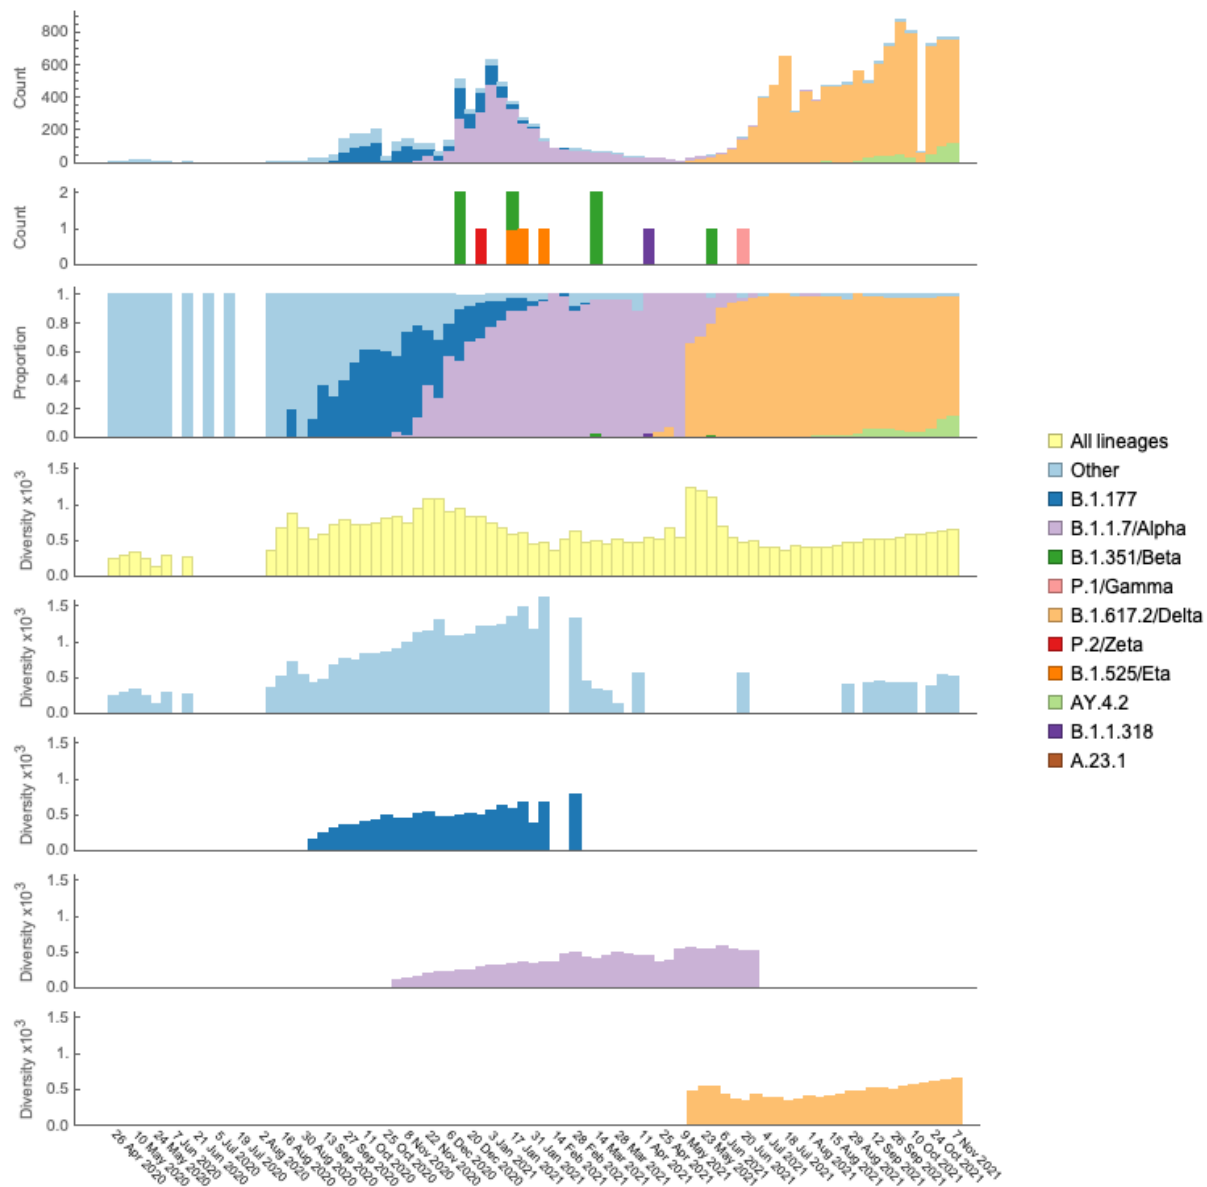 Count
800
600
400
200
0
Count
2
1
0
Proportion
1.
0.8
0.6
0.4
0.2
0.0
Diversity x10³
1.5
1.
0.5
0.0
Diversity x10³
1.5
1.
0.5
0.0
Diversity x10³
1.5
1.
0.5
0.0
Diversity x10³
1.5
1.
0.5
0.0
Diversity x10³
1.5
1.
0.5
0.0
26 Apr 2020
10 May 2020
24 May 2020
7 Jun 2020
21 Jun 2020
5 Jul 2020
19 Jul 2020
2 Aug 2020
16 Aug 2020
30 Aug 2020
13 Sep 2020
27 Sep 2020
11 Oct 2020
25 Oct 2020
8 Nov 2020
22 Nov 2020
6 Dec 2020
20 Dec 2020
3 Jan 2021
17 Jan 2021
31 Jan 2021
14 Feb 2021
28 Feb 2021
14 Mar 2021
28 Mar 2021
11 Apr 2021
25 Apr 2021
9 May 2021
23 May 2021
6 Jun 2021
20 Jun 2021
4 Jul 2021
18 Jul 2021
1 Aug 2021
15 Aug 2021
29 Aug 2021
12 Sep 2021
26 Sep 2021
10 Oct 2021
24 Oct 2021
7 Nov 2021
All lineages
Other
B.1.177
B.1.1.7/Alpha
B.1.351/Beta
P.1/Gamma
B.1.617.2/Delta
P.2/Zeta
B.1.525/Eta
AY.4.2
B.1.1.318
A.23.1